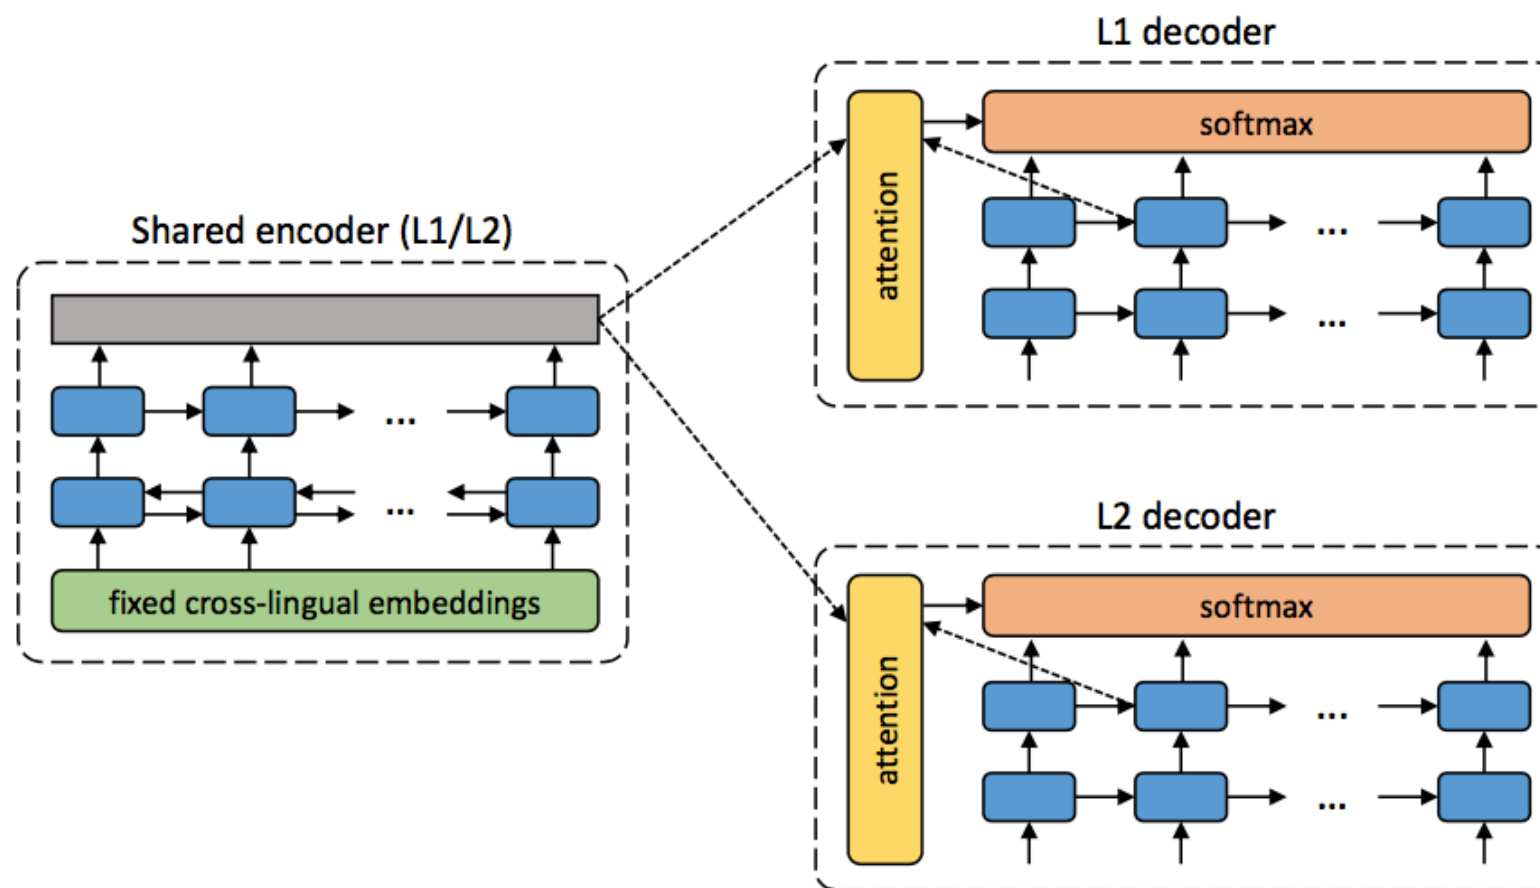 Shared encoder (L1/L2)
...
...
fixed cross-lingual embeddings
L1 decoder
attention
softmax
...
...
L2 decoder
attention
softmax
...
...